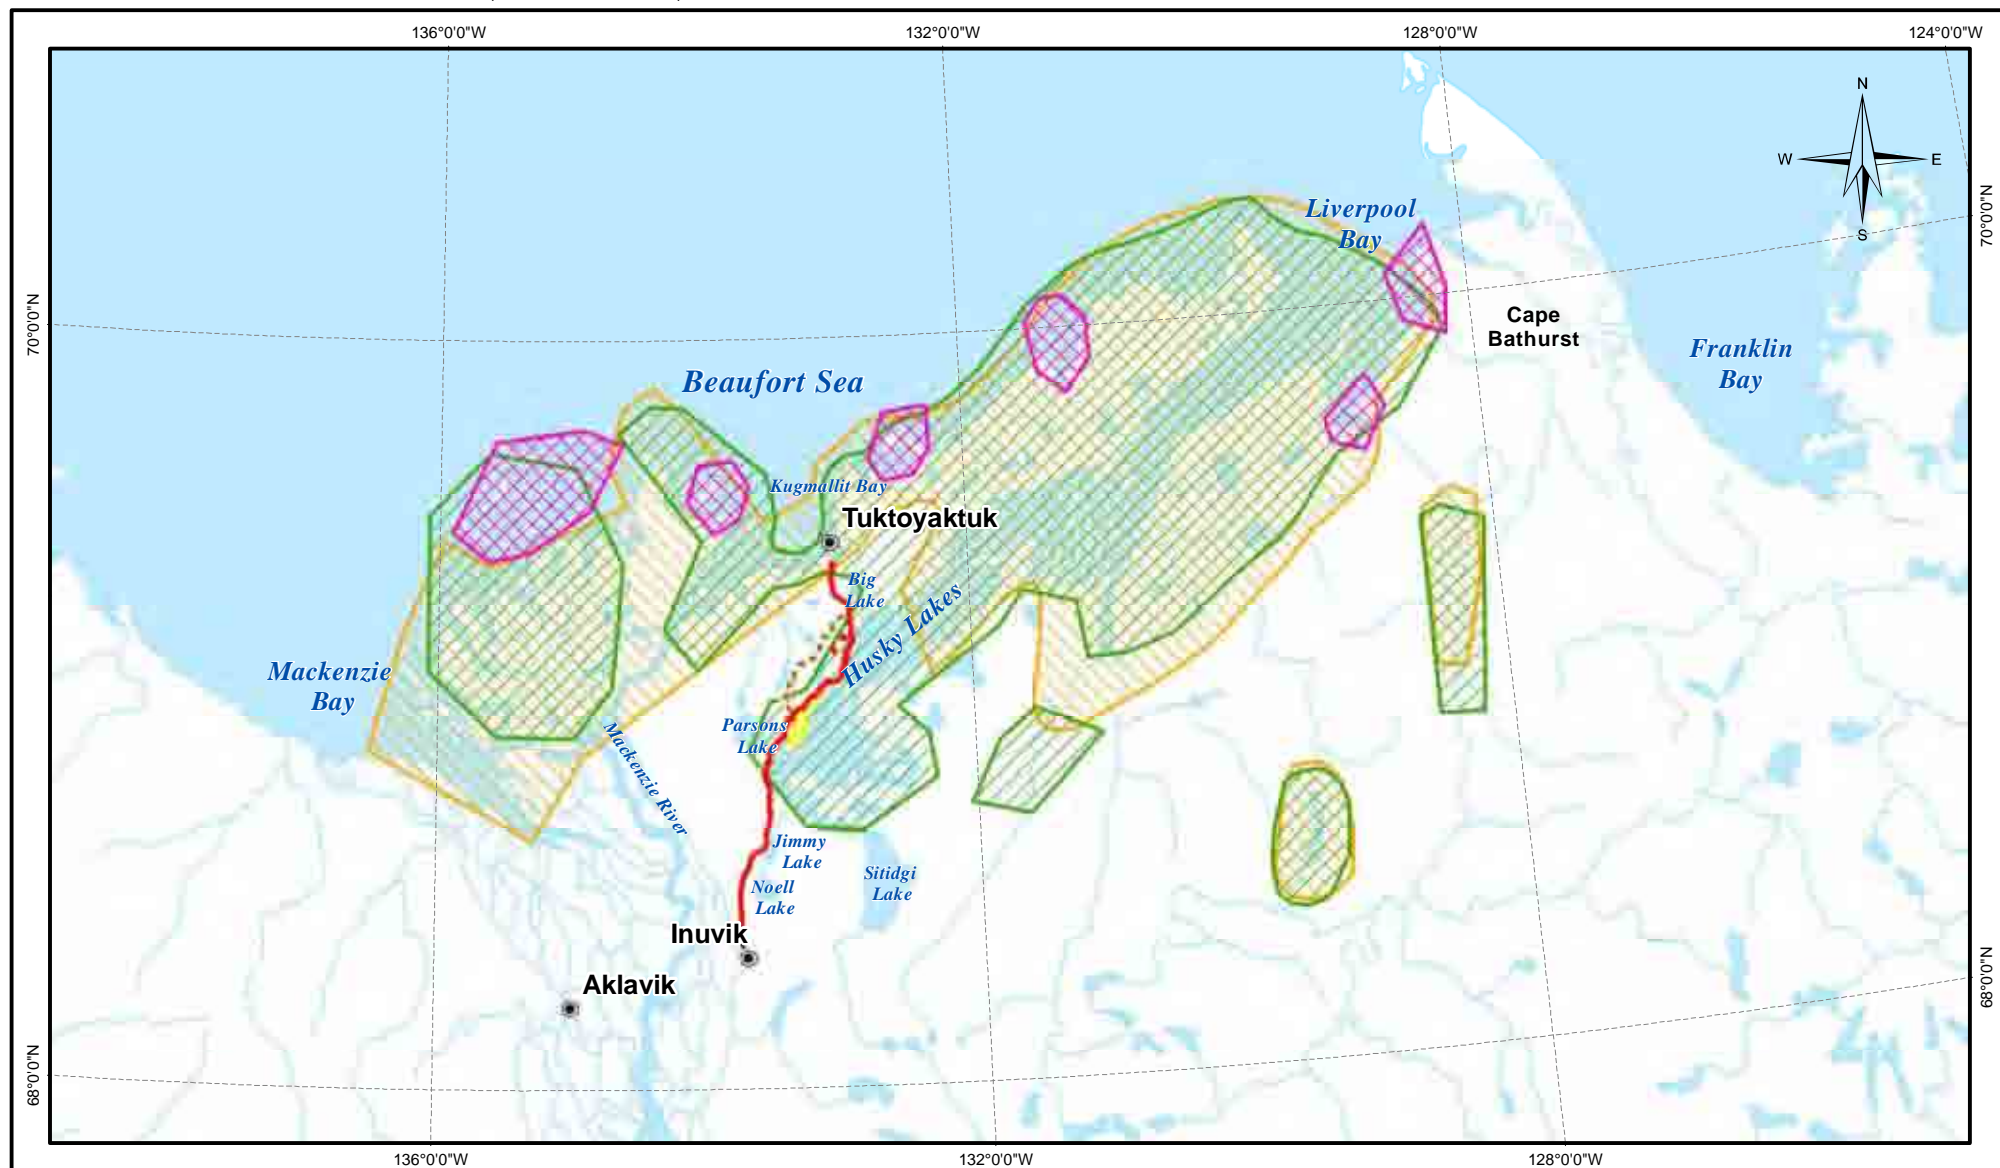 136°0'0"W
132°0'0"W
128°0'0"W
124°0'0"W
N
W
E
S
70°0'0"N
70°0'0"N
Liverpool
Bay
Cape
Bathurst
Franklin
Bay
Beaufort Sea
Kugmallit Bay
Tuktoyaktuk
Big
Lake
Husky Lakes
Mackenzie
Bay
Parsons
Lake
Mackenzie River
Jimmy
Lake
Sitidgi
Lake
Noell
Lake
Inuvik
Aklavik
68°0'0"N
68°0'0"N
136°0'0"W
132°0'0"W
128°0'0"W